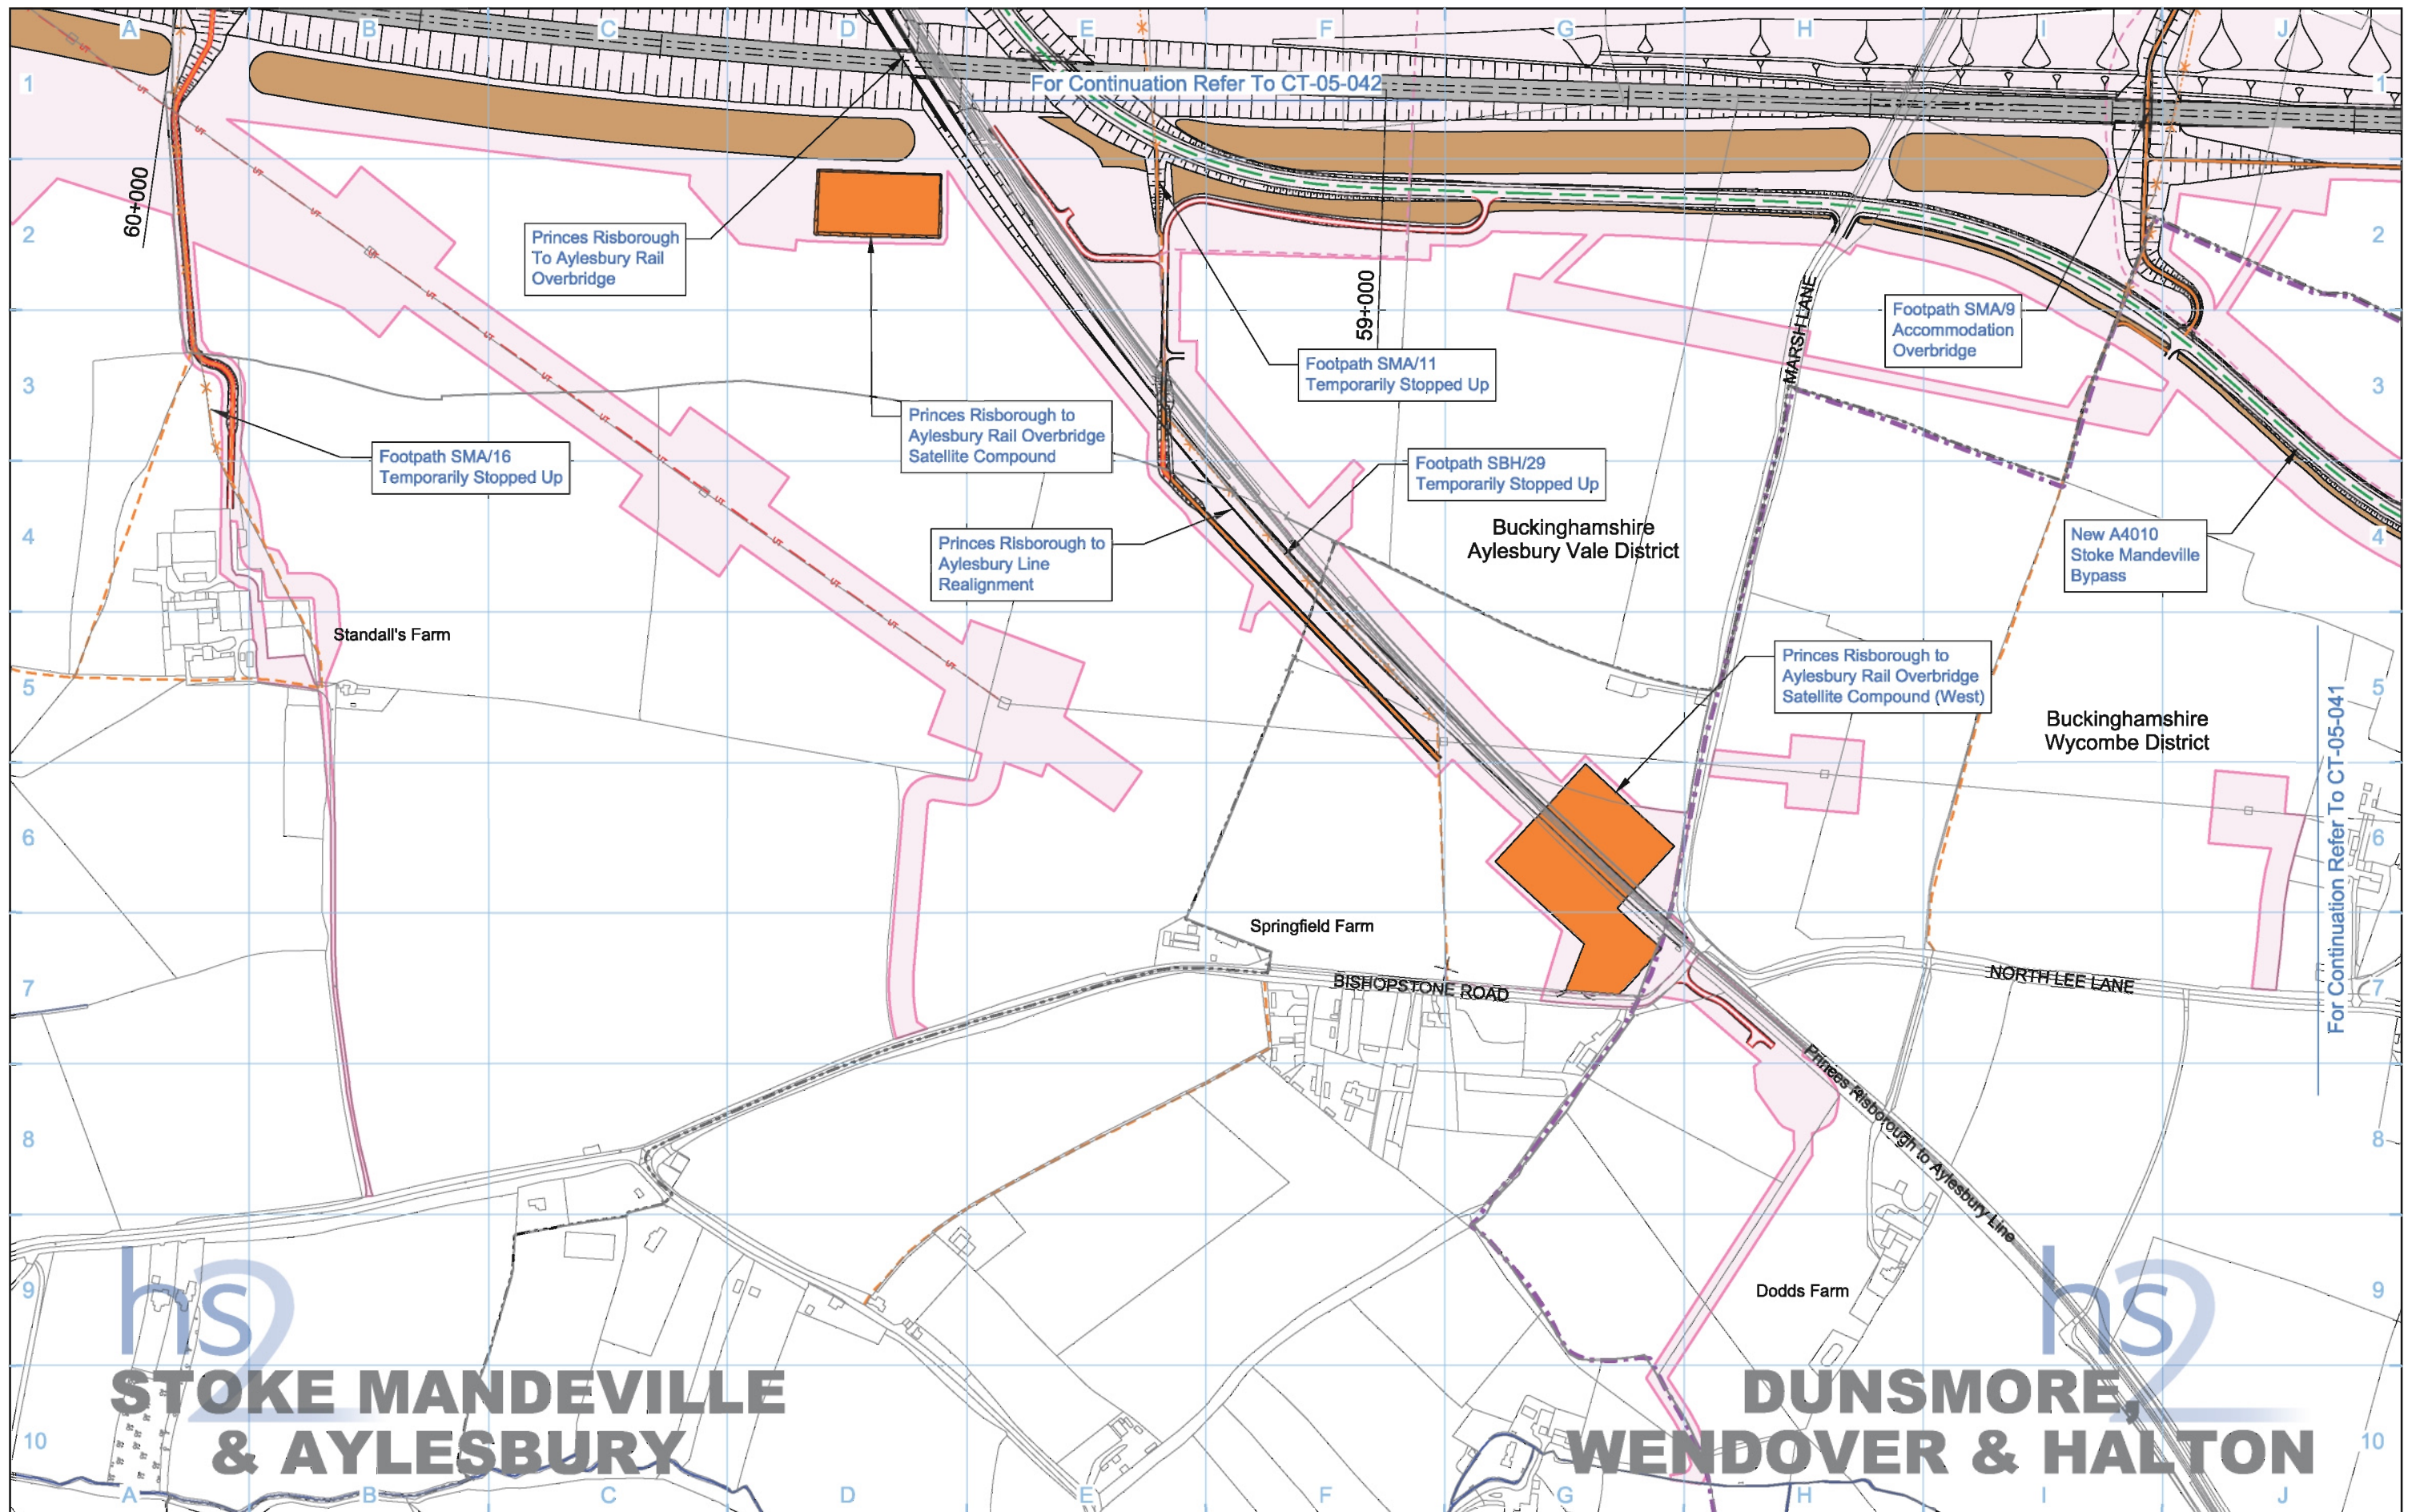 A B C D E F G H I J
For Continuation Refer To CT-05-042
1 1
60+000
2 2
Princes Risborough
To Aylesbury Rail
Overbridge
59+000
MARSH LANE
Footpath SMA/9
Accommodation
Overbridge
Footpath SMA/11
Temporarily Stopped Up
3 3
Princes Risborough to
Aylesbury Rail Overbridge
Satellite Compound
Footpath SMA/16
Temporarily Stopped Up
Footpath SBH/29
Temporarily Stopped Up
4 4
Princes Risborough to
Aylesbury Line
Realignment
Buckinghamshire
Aylesbury Vale District
New A4010
Stoke Mandeville
Bypass
Standall's Farm
Princes Risborough to
Aylesbury Rail Overbridge
Satellite Compound (West)
5 5
Buckinghamshire
Wycombe District
For Continuation Refer To CT-05-041
6 6
Springfield Farm
7 7
BISHOPSTONE ROAD
NORTH LEE LANE
Princes Risborough to Aylesbury Line
8 8
9 9
Dodds Farm
hs2
hs2
STOKE MANDEVILLE
& AYLESBURY
DUNSMORE,
WENDOVER & HALTON
10 10
A B C D E F G H I J